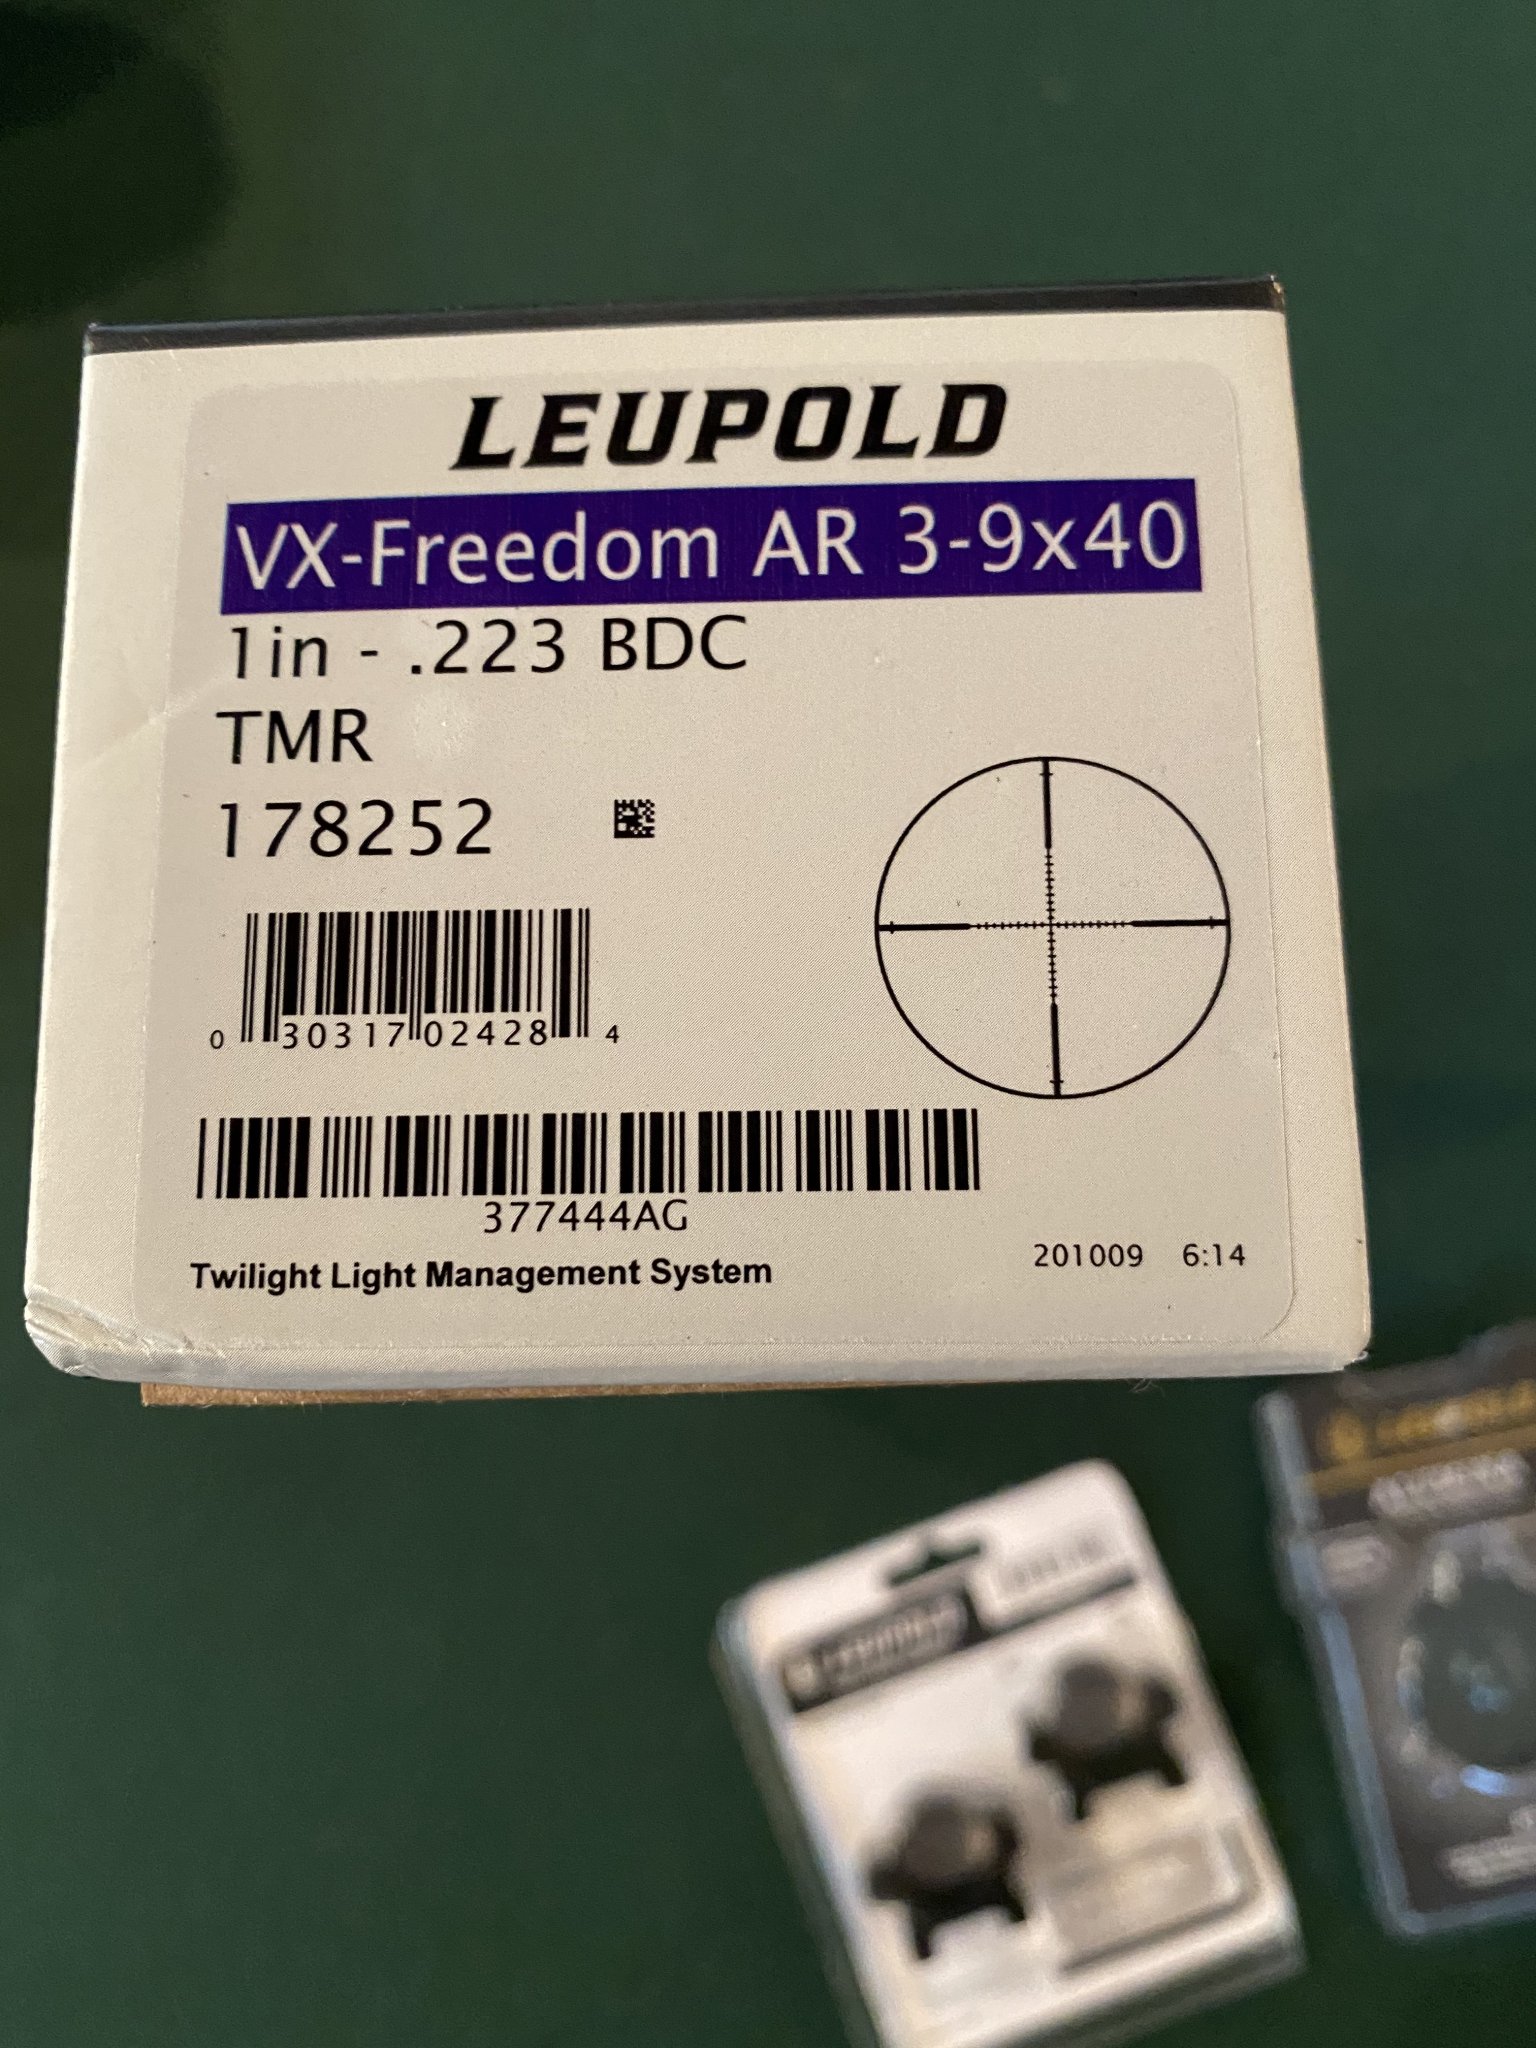 LEUPOLD
VX-Freedom AR 3-9x40
1in - .223 BDC
TMR
178252
0 30317 02428 4
377444AG
Twilight Light Management System
201009 6:14
LEUPOLD